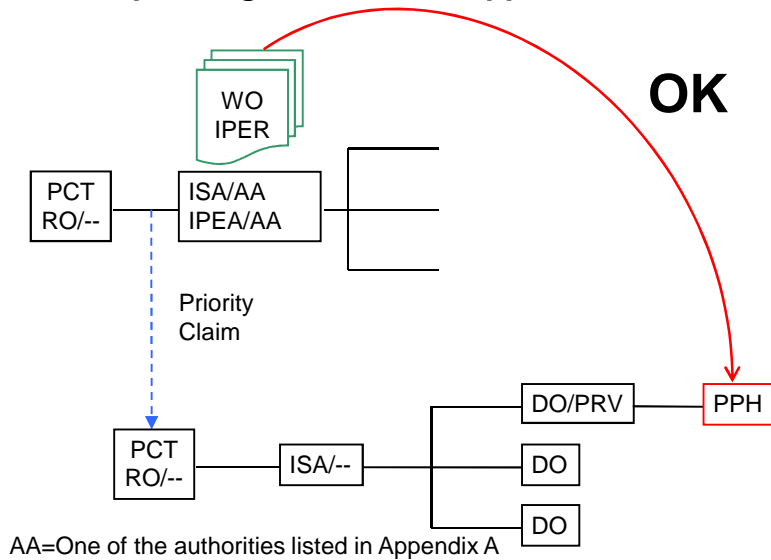 OK
WO
IPER
PCT
RO/--
ISA/AA
IPEA/AA
Priority
Claim
DO/PRV
PPH
PCT
RO/--
ISA/--
DO
DO
AA=One of the authorities listed in Appendix A